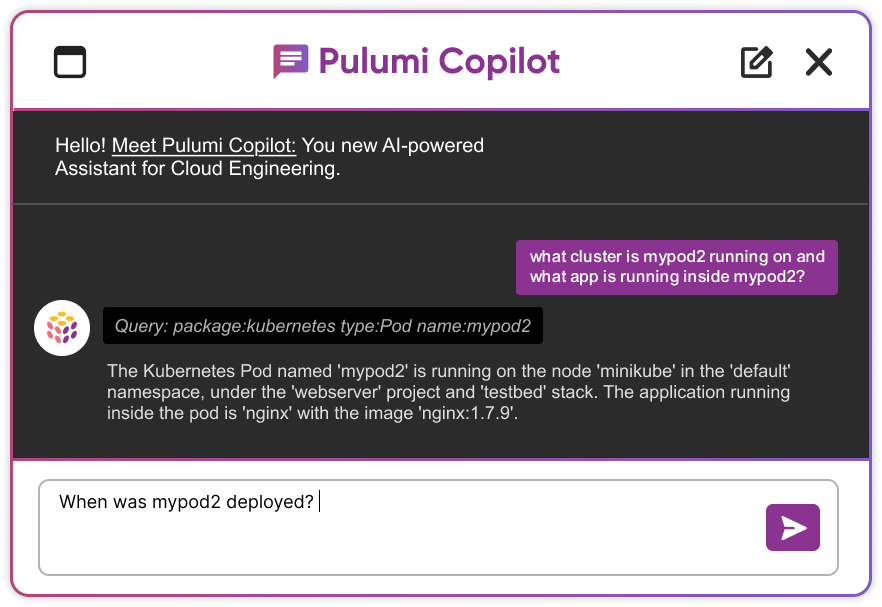 Pulumi Copilot
Hello! Meet Pulumi Copilot: You new AI-powered
Assistant for Cloud Engineering.
what cluster is mypod2 running on and
what app is running inside mypod2?
Query: package:kubernetes type:Pod name:mypod2
The Kubernetes Pod named 'mypod2' is running on the node 'minikube' in the 'default'
namespace, under the 'webserver' project and 'testbed' stack. The application running
inside the pod is 'nginx' with the image 'nginx:1.7.9'.
When was mypod2 deployed?